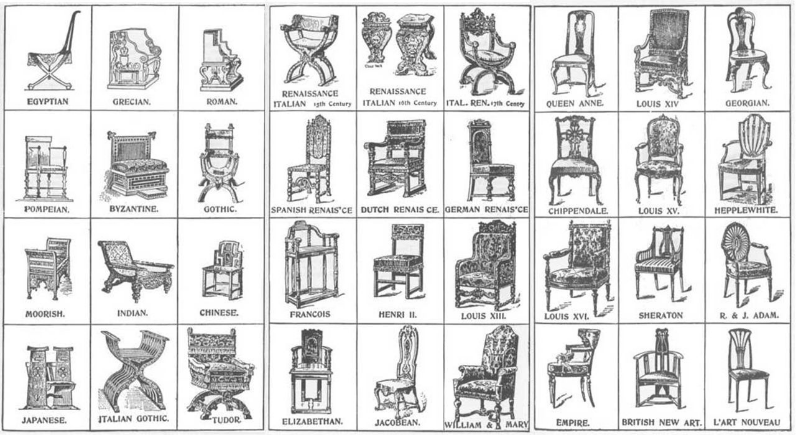 EGYPTIAN
GRECIAN.
ROMAN.
RENAISSANCE
ITALIAN 15th Century
RENAISSANCE
ITALIAN 16th Century
ITAL. REN. 17th Century
QUEEN ANNE.
LOUIS XIV
GEORGIAN.
POMPEIAN.
BYZANTINE.
GOTHIC.
SPANISH RENAIS'CE
DUTCH RENAIS CE.
GERMAN RENAIS'CE
CHIPPENDALE.
LOUIS XV.
HEPPLEWHITE.
MOORISH.
INDIAN.
CHINESE.
FRANCOIS
HENRI II.
LOUIS XIII.
LOUIS XVI.
SHERATON
R. & J. ADAM.
JAPANESE.
ITALIAN GOTHIC.
TUDOR.
ELIZABETHAN.
JACOBEAN.
WILLIAM & MARY
EMPIRE.
BRITISH NEW ART.
L'ART NOUVEAU